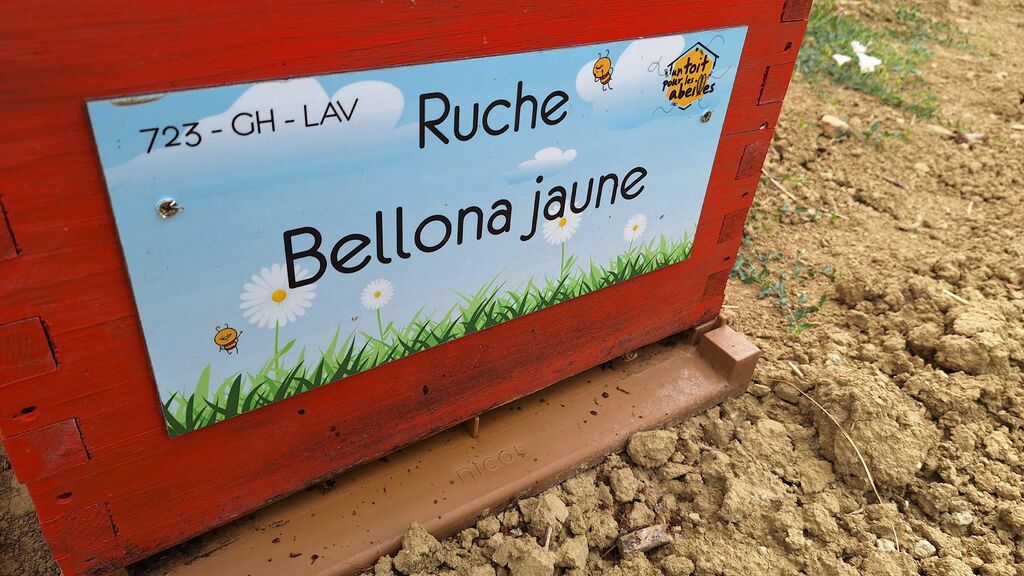 723 - GH - LAV
Ruche
un toit
pour les
abeilles
Bellona jaune
nicot